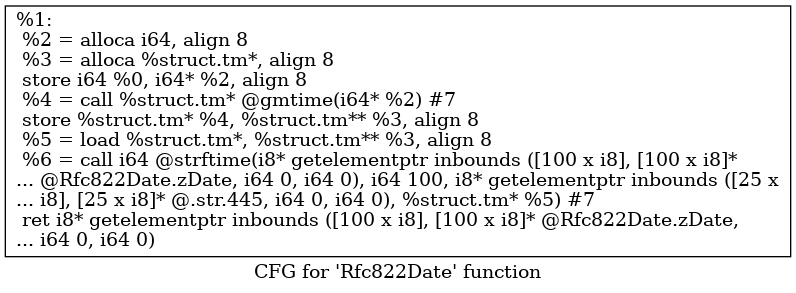 %1:
%2 = alloca i64, align 8
%3 = alloca %struct.tm*, align 8
store i64 %0, i64* %2, align 8
%4 = call %struct.tm* @gmtime(i64* %2) #7
store %struct.tm* %4, %struct.tm** %3, align 8
%5 = load %struct.tm*, %struct.tm** %3, align 8
%6 = call i64 @strftime(i8* getelementptr inbounds ([100 x i8], [100 x i8]*
... @Rfc822Date.zDate, i64 0, i64 0), i64 100, i8* getelementptr inbounds ([25 x
... i8], [25 x i8]* @.str.445, i64 0, i64 0), %struct.tm* %5) #7
ret i8* getelementptr inbounds ([100 x i8], [100 x i8]* @Rfc822Date.zDate,
... i64 0, i64 0)
CFG for 'Rfc822Date' function